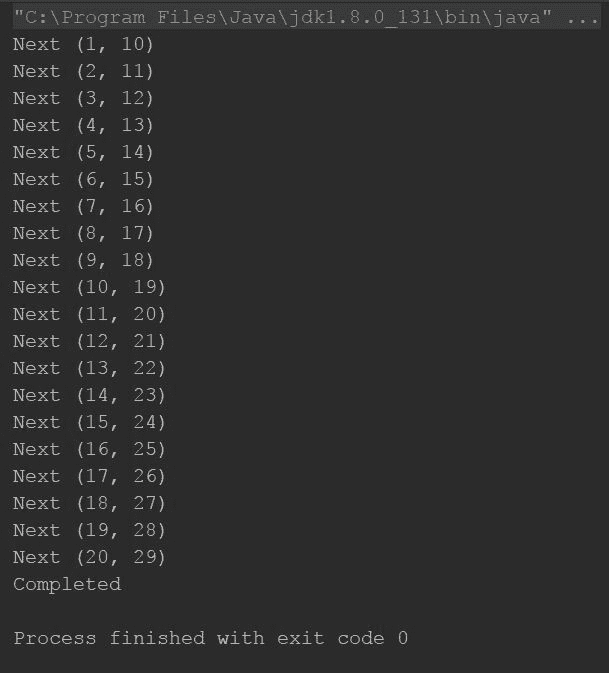 "C:\Program Files\Java\jdk1.8.0_131\bin\java" ...
Next (1, 10)
Next (2, 11)
Next (3, 12)
Next (4, 13)
Next (5, 14)
Next (6, 15)
Next (7, 16)
Next (8, 17)
Next (9, 18)
Next (10, 19)
Next (11, 20)
Next (12, 21)
Next (13, 22)
Next (14, 23)
Next (15, 24)
Next (16, 25)
Next (17, 26)
Next (18, 27)
Next (19, 28)
Next (20, 29)
Completed
Process finished with exit code 0